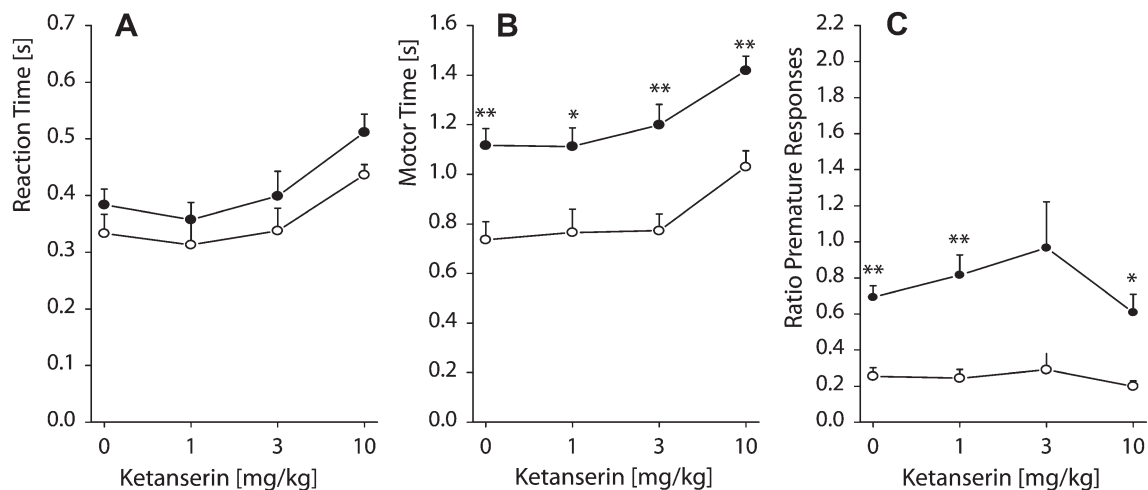 A
Reaction Time [s]
0.7
0.6
0.5
0.4
0.3
0.2
0.1
0.0
0 1 3 10
Ketanserin [mg/kg]
B
Motor Time [s]
1.6
1.4
1.2
1.0
0.8
0.6
0.4
0.2
0.0
** * ** **
0 1 3 10
Ketanserin [mg/kg]
C
Ratio Premature Responses
2.2
2.0
1.8
1.6
1.4
1.2
1.0
0.8
0.6
0.4
0.2
0.0
** ** *
0 1 3 10
Ketanserin [mg/kg]